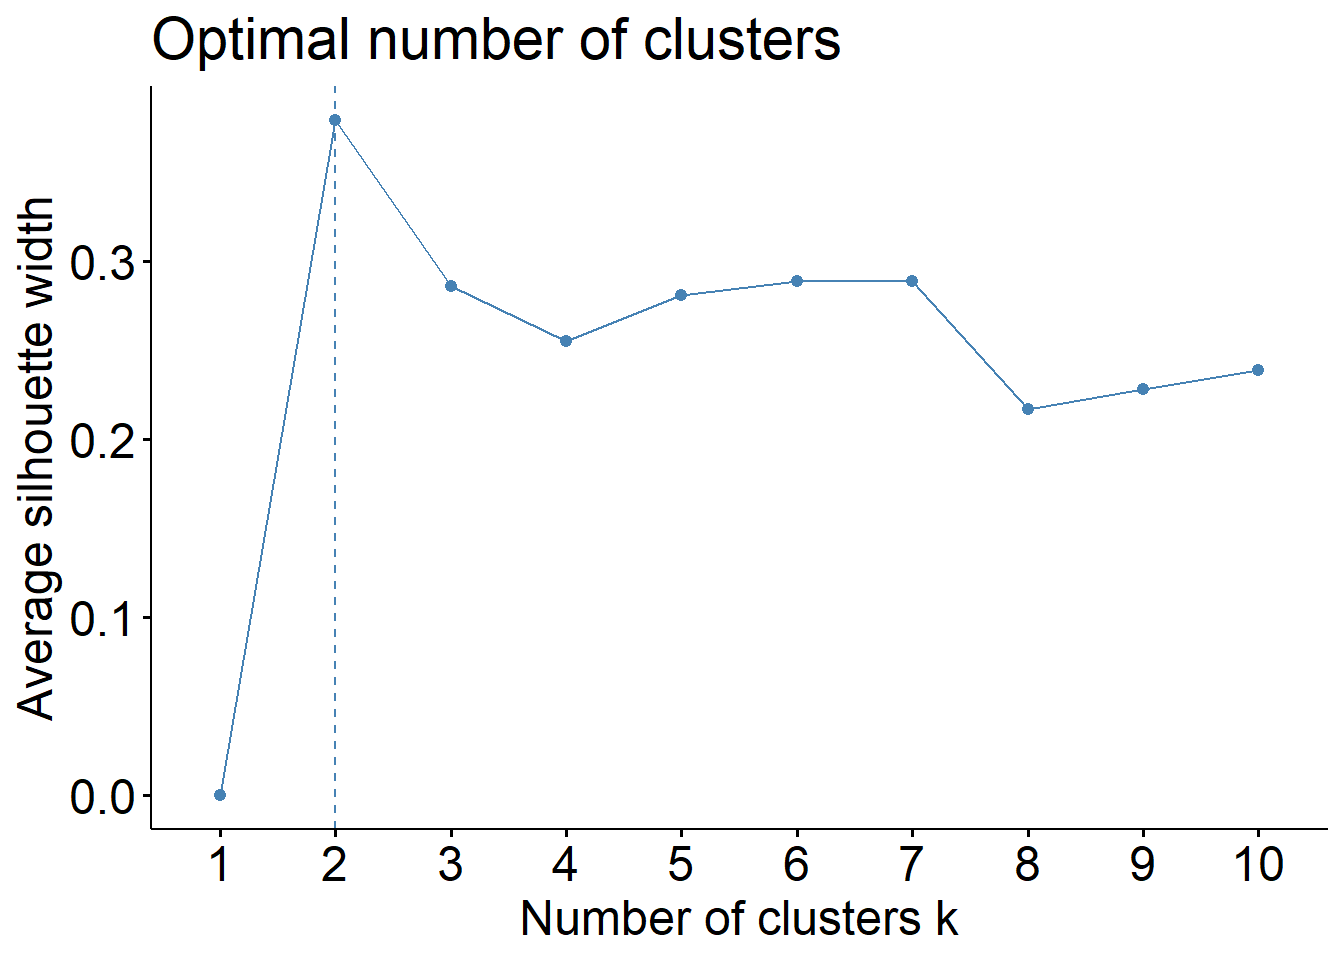 Optimal number of clusters
Average silhouette width
0.3
0.2
0.1
0.0
1 2 3 4 5 6 7 8 9 10
Number of clusters k